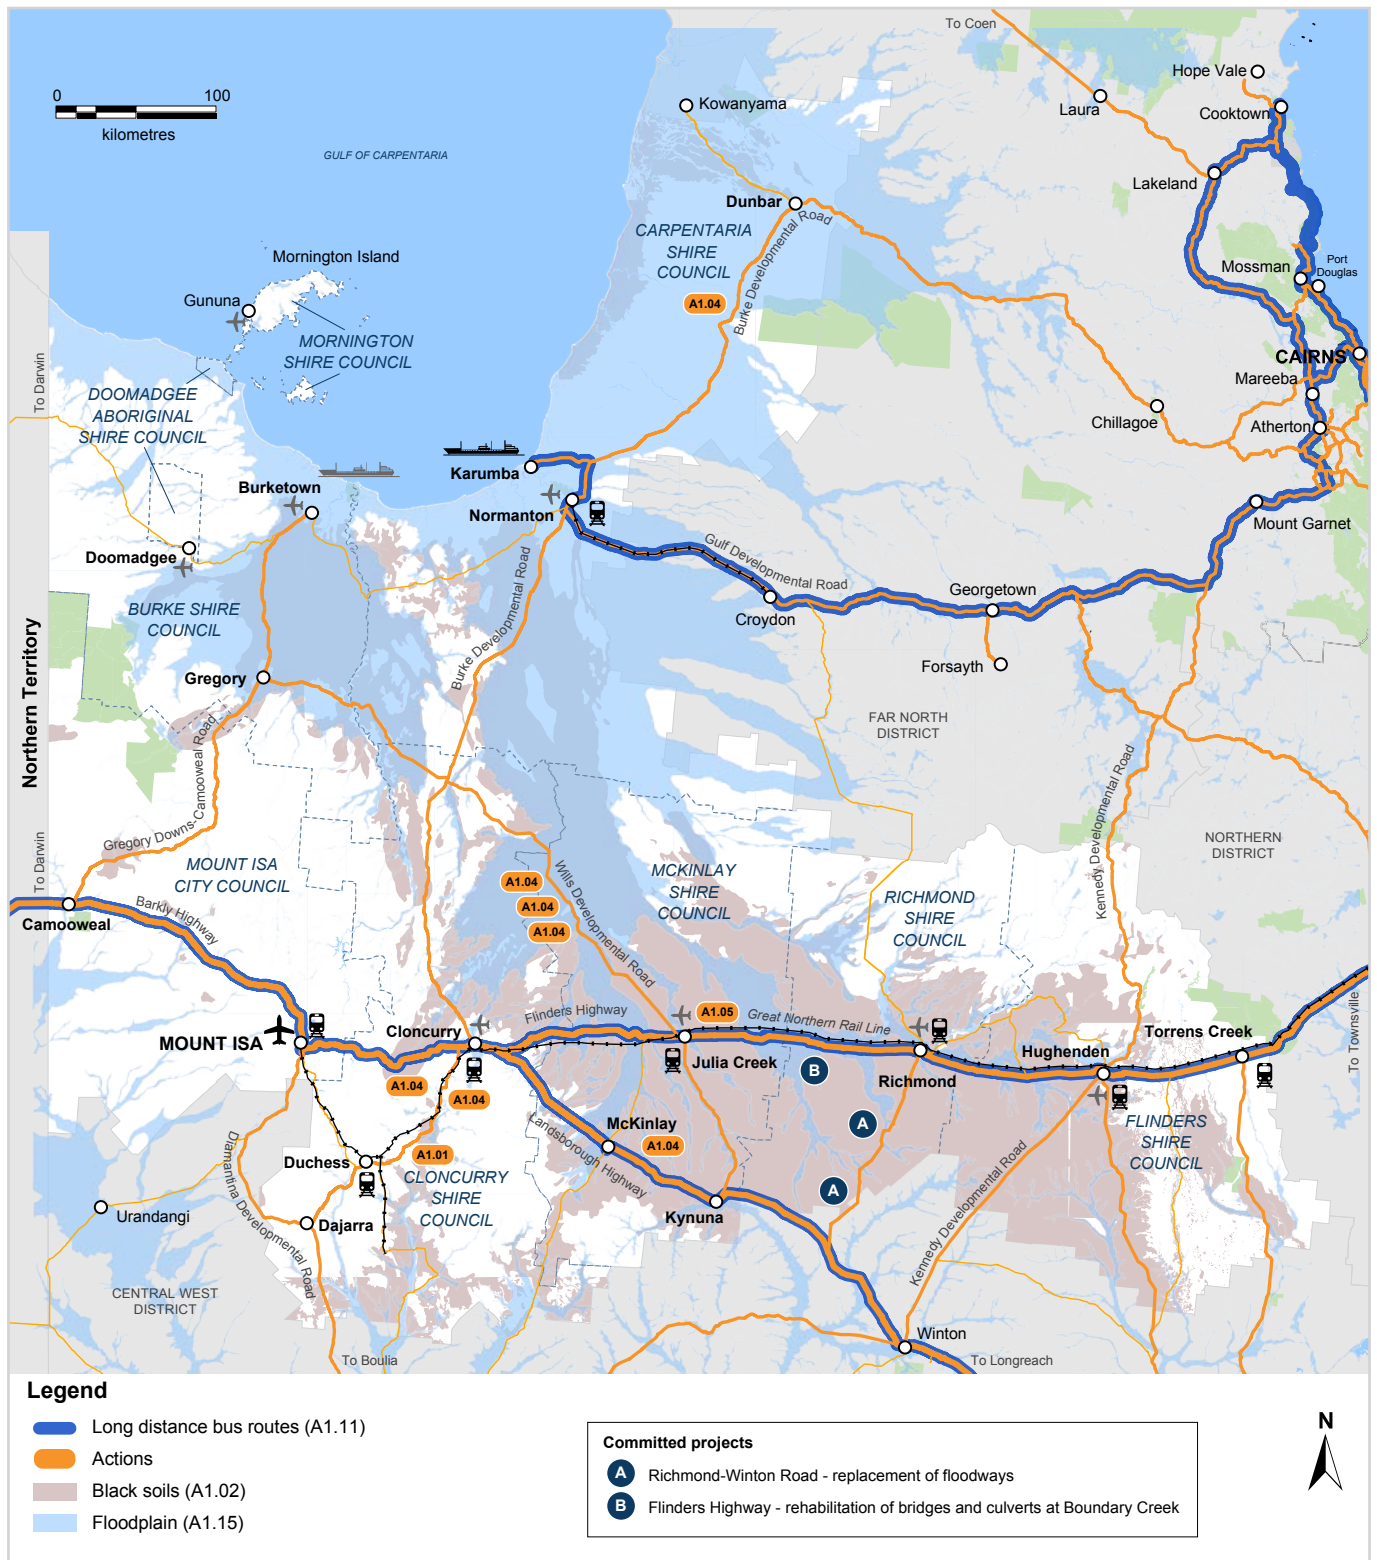 To Coen
Hope Vale
0 100
kilometres
Kowanyama
Laura
Cooktown
GULF OF CARPENTARIA
Lakeland
Dunbar
Burke Developmental Road
CARPENTARIA
SHIRE
COUNCIL
A1.04
Mornington Island
Mossman
Port
Douglas
Gununa
MORNINGTON
SHIRE COUNCIL
To Darwin
CAIRNS
Mareeba
DOOMADGEE
ABORIGINAL
SHIRE COUNCIL
Chillagoe
Atherton
Karumba
Burketown
Normanton
Mount Garnet
Doomadgee
Gulf Developmental Road
Georgetown
BURKE SHIRE
COUNCIL
Croydon
Burke Developmental Road
Forsayth
Gregory
Northern Territory
FAR NORTH
DISTRICT
Gregory Downs-Camooweal Road
Kennedy Developmental Road
To Darwin
NORTHERN
DISTRICT
MOUNT ISA
CITY COUNCIL
A1.04
A1.04
A1.04
Wills Developmental Road
MCKINLAY
SHIRE
COUNCIL
RICHMOND
SHIRE
COUNCIL
Camooweal
Barkly Highway
Flinders Highway
A1.05
Great Northern Rail Line
Cloncurry
MOUNT ISA
Julia Creek
Torrens Creek
To Townsville
Hughenden
Richmond
B
A1.04
A1.04
A
McKinlay
A1.04
Landsborough Highway
FLINDERS
SHIRE
COUNCIL
A1.01
Duchess
CLONCURRY
SHIRE
COUNCIL
A
Diamantina Developmental Road
Kennedy Developmental Road
Urandangi
Dajarra
Kynuna
CENTRAL WEST
DISTRICT
Winton
To Boulia
To Longreach
Legend
Long distance bus routes (A1.11)
Actions
Black soils (A1.02)
Floodplain (A1.15)
Committed projects
A Richmond-Winton Road - replacement of floodways
B Flinders Highway - rehabilitation of bridges and culverts at Boundary Creek
N